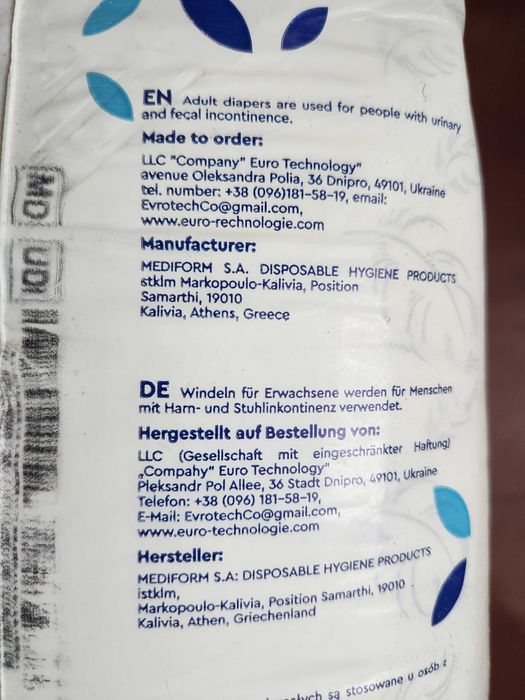 EN Adult diapers are used for people with urinary
and fecal incontinence.
Made to order:
LLC "Company" Euro Technology"
avenue Oleksandra Polia, 36 Dnipro, 49101, Ukraine
tel. number: +38 (096)181-58-19, email:
EvrotechCo@gmail.com,
www.euro-rechnologie.com
Manufacturer:
MEDIFORM S.A. DISPOSABLE HYGIENE PRODUCTS
stklm Markopoulo-Kalivia, Position
Samarthi, 19010
Kalivia, Athens, Greece
DE Windeln für Erwachsene werden für Menschen
mit Harn- und Stuhlinkontinenz verwendet.
Hergestellt auf Bestellung von:
LLC (Gesellschaft mit eingeschränkter Haftung)
„Compahy“ Euro Technology"
Pleksandr Pol Allee, 36 Stadt Dnipro, 49101, Ukraine
Telefon: +38 (096) 181-58-19,
E-Mail: EvrotechCo@gmail.com,
www.euro-technologie.com
Hersteller:
MEDIFORM S.A: DISPOSABLE HYGIENE PRODUCTS
istklm,
Markopoulo-Kalivia, Position Samarthi, 19010
Kalivia, Athen, Griechenland
są stosowane u osób z
MD
UDI